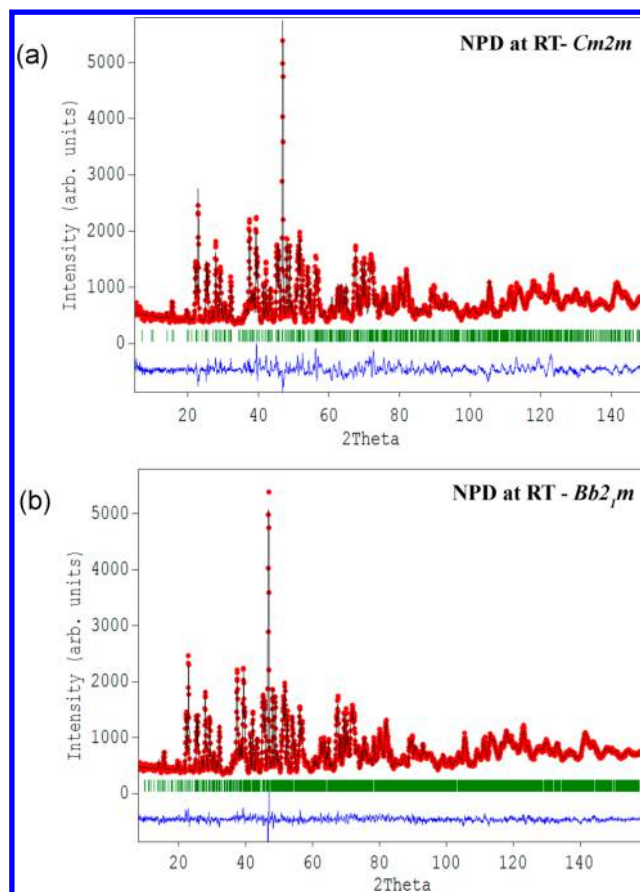 (a)
NPD at RT- Cm2m
Intensity (arb. units)
5000
4000
3000
2000
1000
0
20 40 60 80 100 120 140
2Theta
(b)
NPD at RT - Bb2₁m
Intensity (arb. units)
5000
4000
3000
2000
1000
0
20 40 60 80 100 120 140
2Theta